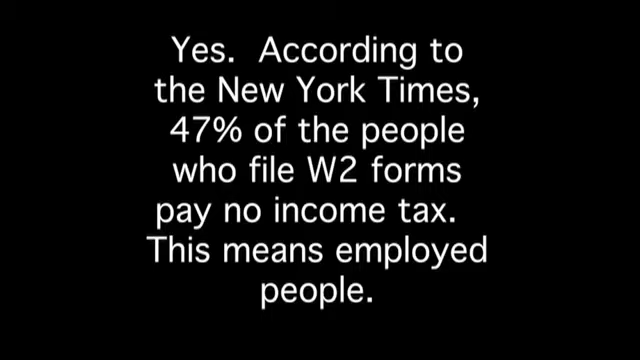 Yes.  According to
the New York Times,
47% of the people
who file W2 forms
pay no income tax.
This means employed
people.